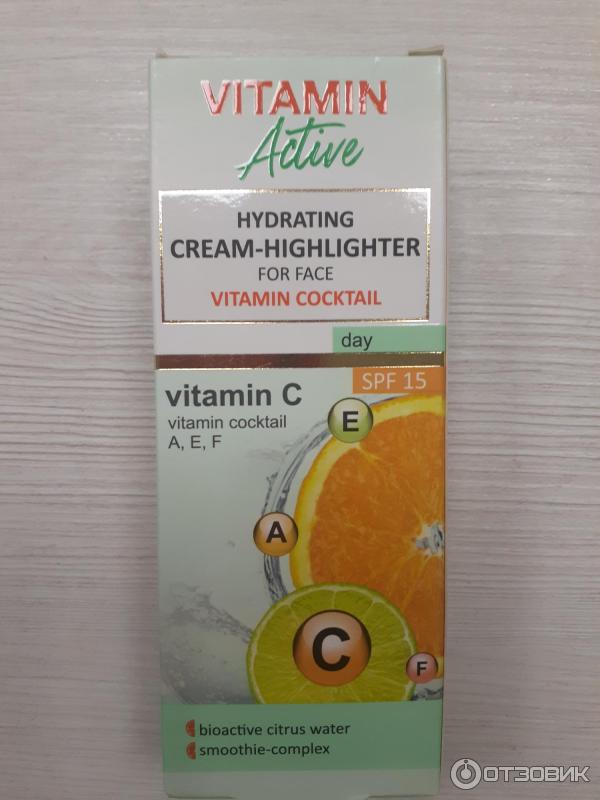 VITAMIN
Active
HYDRATING
CREAM-HIGHLIGHTER
FOR FACE
VITAMIN COCKTAIL
day
SPF 15
vitamin C
vitamin cocktail
A, E, F
E
A
C
F
bioactive citrus water
smoothie-complex
ОТЗОВИК